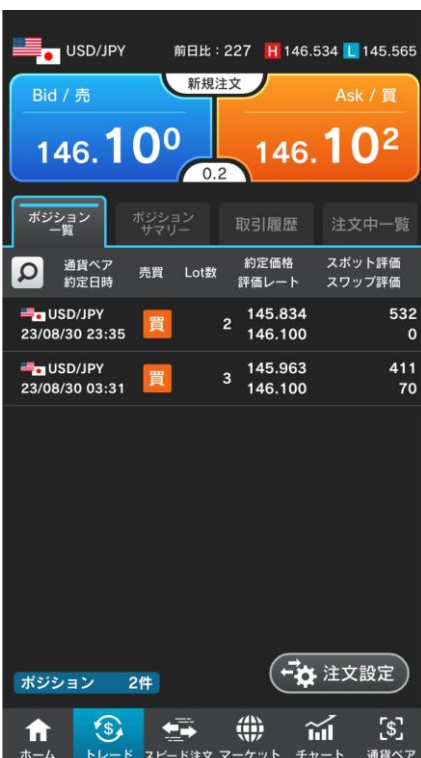 USD/JPY 前日比：227 H 146.534 L 145.565
新規注文
Bid / 売 Ask / 買
146.10⁰ 146.10²
0.2
ポジション一覧 ポジションサマリー 取引履歴 注文中一覧
通貨ペア 売買 Lot数 約定価格 スポット評価
約定日時 評価レート スワップ評価
USD/JPY 買 2 145.834 532
23/08/30 23:35 146.100 0
USD/JPY 買 3 145.963 411
23/08/30 03:31 146.100 70
注文設定
ポジション 2件
ホーム トレード スピード注文 マーケット チャート 通貨ペア